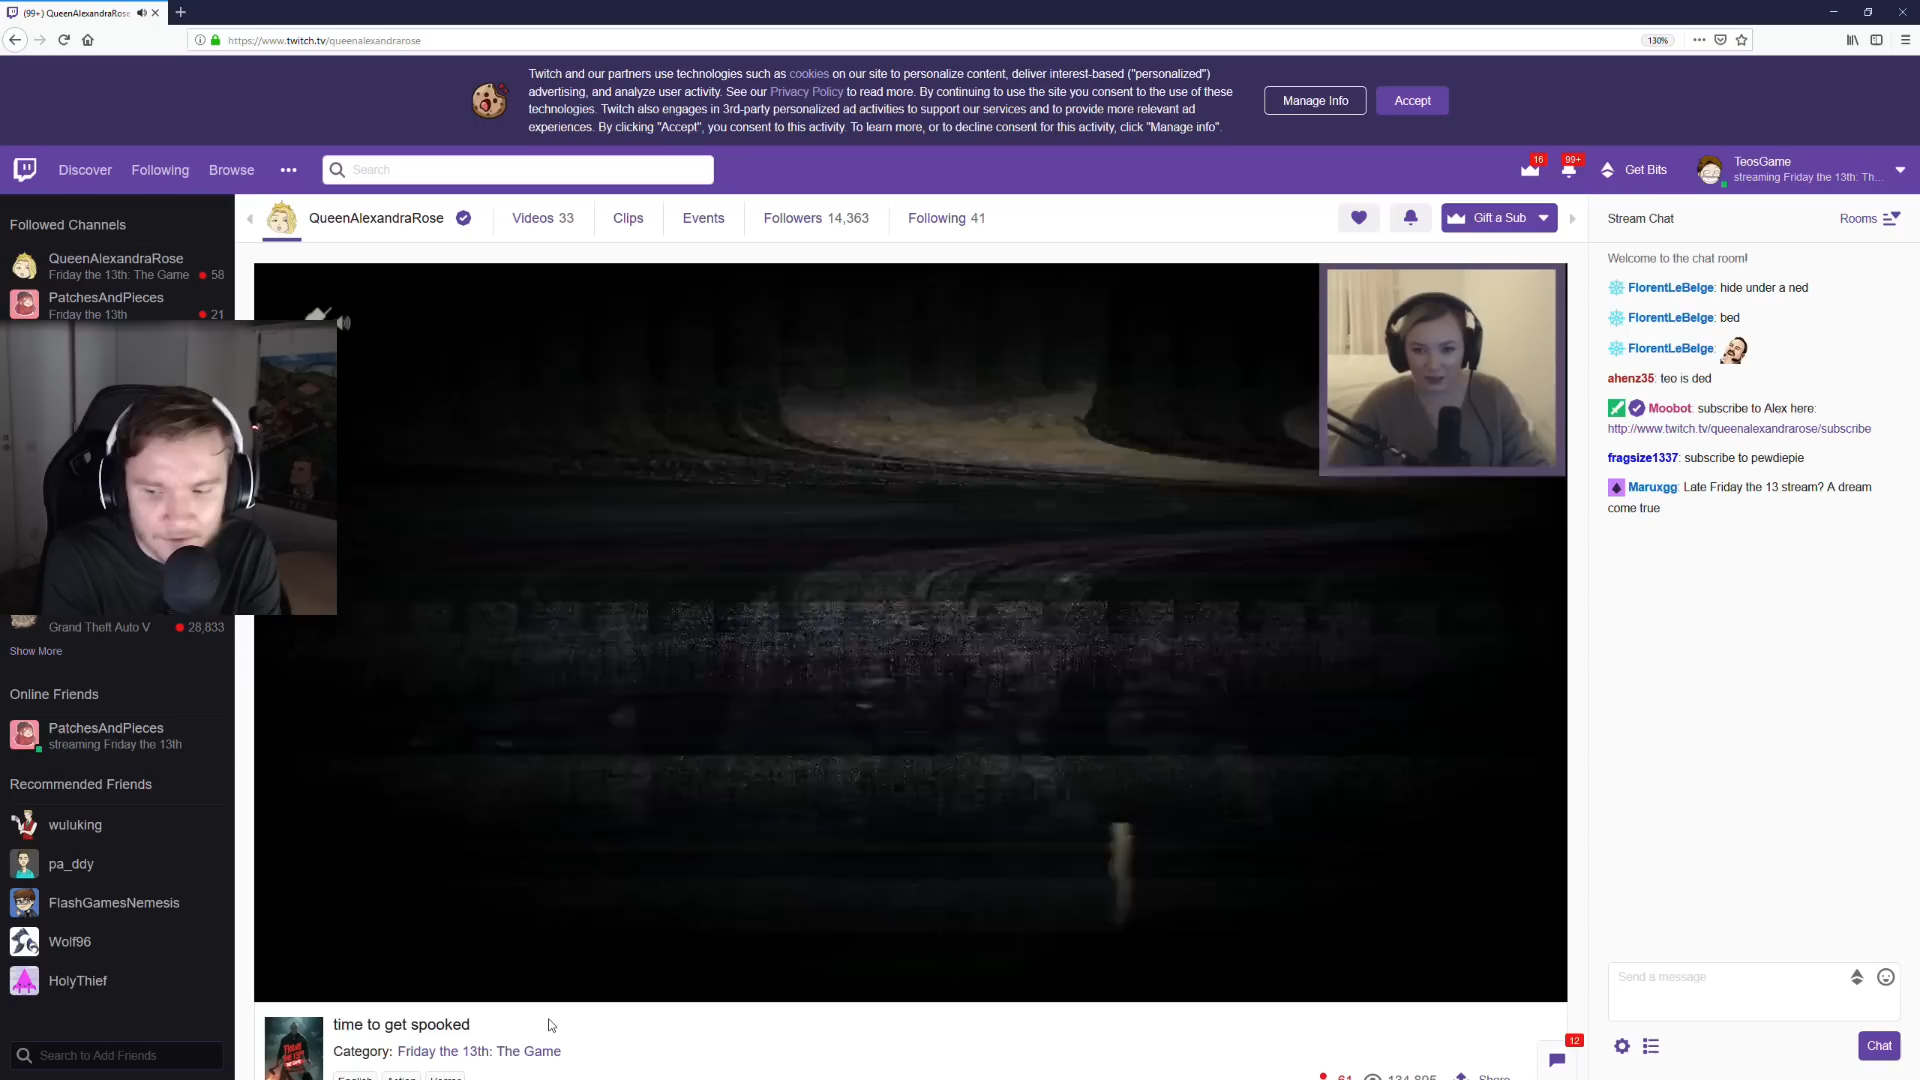 (99+) QueenAlexandraRose
https://www.twitch.tv/queenalexandrarose
130%
Twitch and our partners use technologies such as cookies on our site to personalize content, deliver interest-based ("personalized")
advertising, and analyze user activity. See our Privacy Policy to read more. By continuing to use the site you consent to the use of these
technologies. Twitch also engages in 3rd-party personalized ad activities to support our services and to provide more relevant ad
experiences. By clicking "Accept", you consent to this activity. To learn more, or to decline consent for this activity, click "Manage info".
Manage Info
Accept
Discover
Following
Browse
Search
16
99+
Get Bits
TeosGame
streaming Friday the 13th: Th...
Followed Channels
QueenAlexandraRose
Friday the 13th: The Game
58
PatchesAndPieces
Friday the 13th
21
Grand Theft Auto V
28,833
Show More
Online Friends
PatchesAndPieces
streaming Friday the 13th
Recommended Friends
wuluking
pa_ddy
FlashGamesNemesis
Wolf96
HolyThief
Search to Add Friends
QueenAlexandraRose
Videos 33
Clips
Events
Followers 14,363
Following 41
Gift a Sub
time to get spooked
Category: Friday the 13th: The Game
English
Action
Horror
61
134,895
Share
12
Stream Chat
Rooms
Welcome to the chat room!
FlorentLeBelge: hide under a ned
FlorentLeBelge: bed
FlorentLeBelge:
ahenz35: teo is ded
Moobot: subscribe to Alex here:
http://www.twitch.tv/queenalexandrarose/subscribe
fragsize1337: subscribe to pewdiepie
Maruxgg: Late Friday the 13 stream? A dream
come true
Send a message
Chat